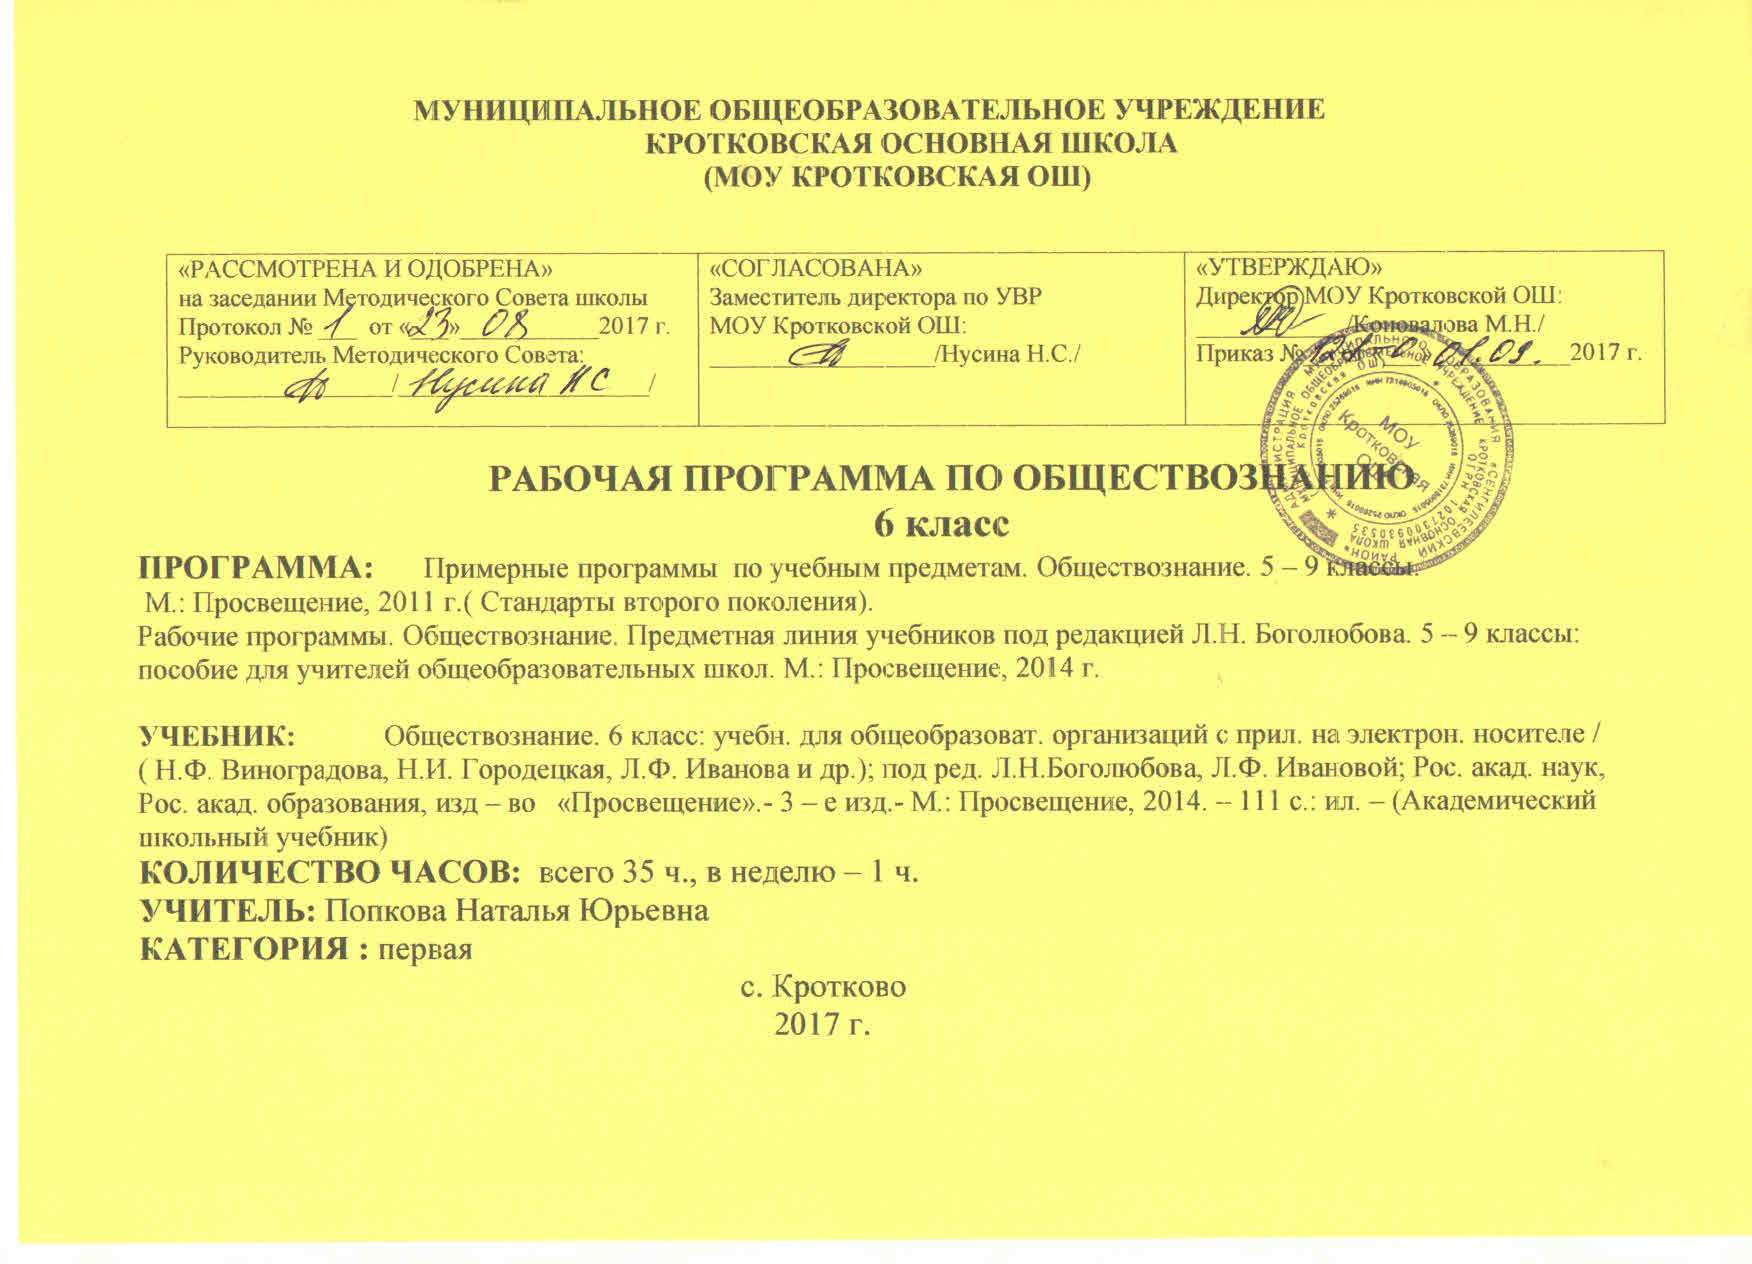 МУНИЦИПАЛЬНОЕ ОБЩЕОБРАЗОВАТЕЛЬНОЕ УЧРЕЖДЕНИЕ
КРОТКОВСКАЯ ОСНОВНАЯ ШКОЛА
(МОУ КРОТКОВСКАЯ ОШ)
«РАССМОТРЕНА И ОДОБРЕНА»
на заседании Методического Совета школы
Протокол № 1 от «23» 08 2017 г.
Руководитель Методического Совета:
/ Нусина НС /
«СОГЛАСОВАНА»
Заместитель директора по УВР
МОУ Кротковской ОШ:
/Нусина Н.С./
«УТВЕРЖДАЮ»
Директор МОУ Кротковской ОШ:
/Коновалова М.Н./
Приказ № 01.09. 2017 г.
МОУ
Кротковская
ОШ
РАБОЧАЯ ПРОГРАММА ПО ОБЩЕСТВОЗНАНИЮ
6 класс
ПРОГРАММА: Примерные программы по учебным предметам. Обществознание. 5 – 9 классы.
М.: Просвещение, 2011 г.( Стандарты второго поколения).
Рабочие программы. Обществознание. Предметная линия учебников под редакцией Л.Н. Боголюбова. 5 – 9 классы:
пособие для учителей общеобразовательных школ. М.: Просвещение, 2014 г.
УЧЕБНИК: Обществознание. 6 класс: учебн. для общеобразоват. организаций с прил. на электрон. носителе /
( Н.Ф. Виноградова, Н.И. Городецкая, Л.Ф. Иванова и др.); под ред. Л.Н.Боголюбова, Л.Ф. Ивановой; Рос. акад. наук,
Рос. акад. образования, изд – во «Просвещение».- 3 – е изд.- М.: Просвещение, 2014. – 111 с.: ил. – (Академический
школьный учебник)
КОЛИЧЕСТВО ЧАСОВ: всего 35 ч., в неделю – 1 ч.
УЧИТЕЛЬ: Попкова Наталья Юрьевна
КАТЕГОРИЯ : первая
с. Кротково
2017 г.